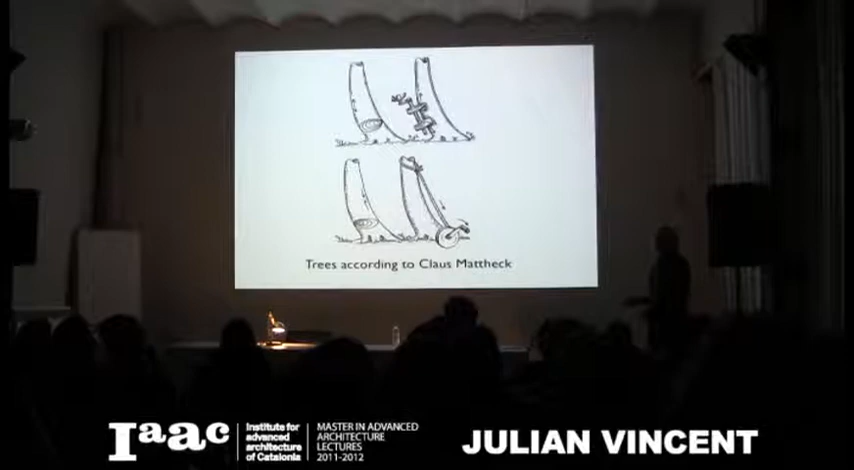 Trees according to Claus Mattheck
Iaac
Institute for
advanced
architecture
of Catalonia
MASTER IN ADVANCED
ARCHITECTURE
LECTURES
2011-2012
JULIAN VINCENT